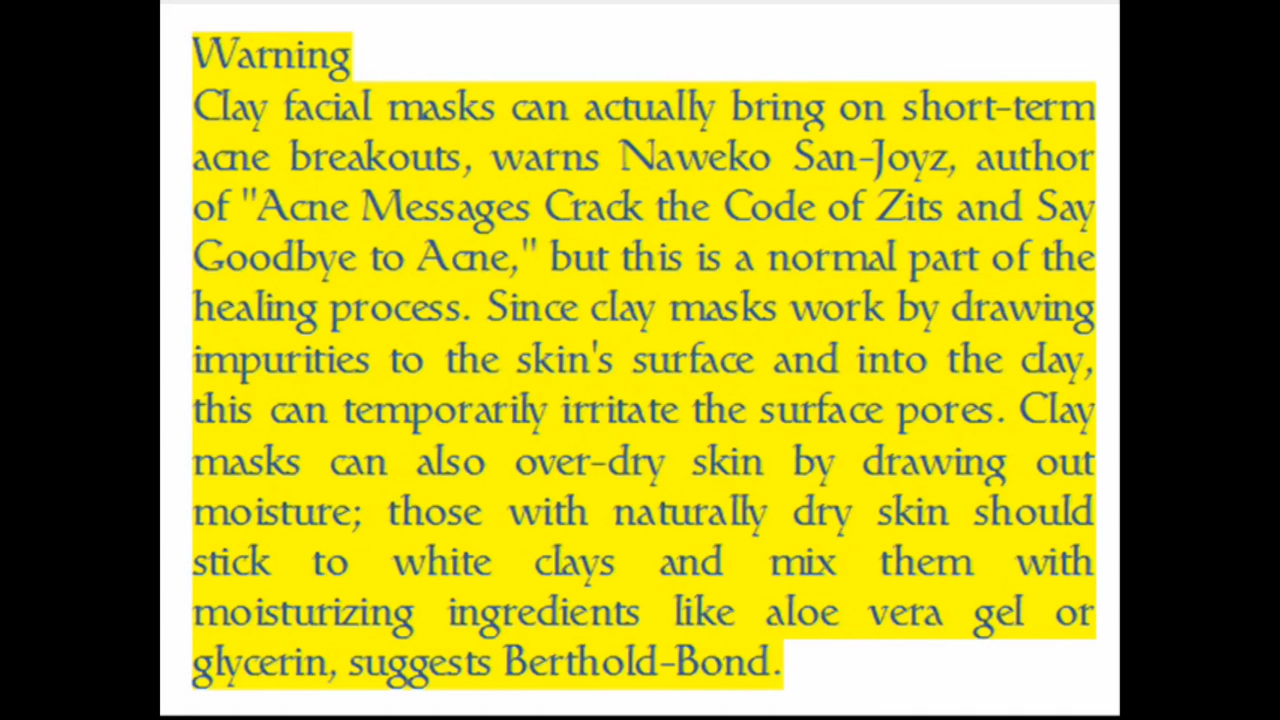 Warning
Clay facial masks can actually bring on short-term
acne breakouts, warns Naweko San-Joyz, author
of "Acne Messages Crack the Code of Zits and Say
Goodbye to Acne," but this is a normal part of the
healing process. Since clay masks work by drawing
impurities to the skin's surface and into the clay,
this can temporarily irritate the surface pores. Clay
masks can also over-dry skin by drawing out
moisture; those with naturally dry skin should
stick to white clays and mix them with
moisturizing ingredients like aloe vera gel or
glycerin, suggests Berthold-Bond.